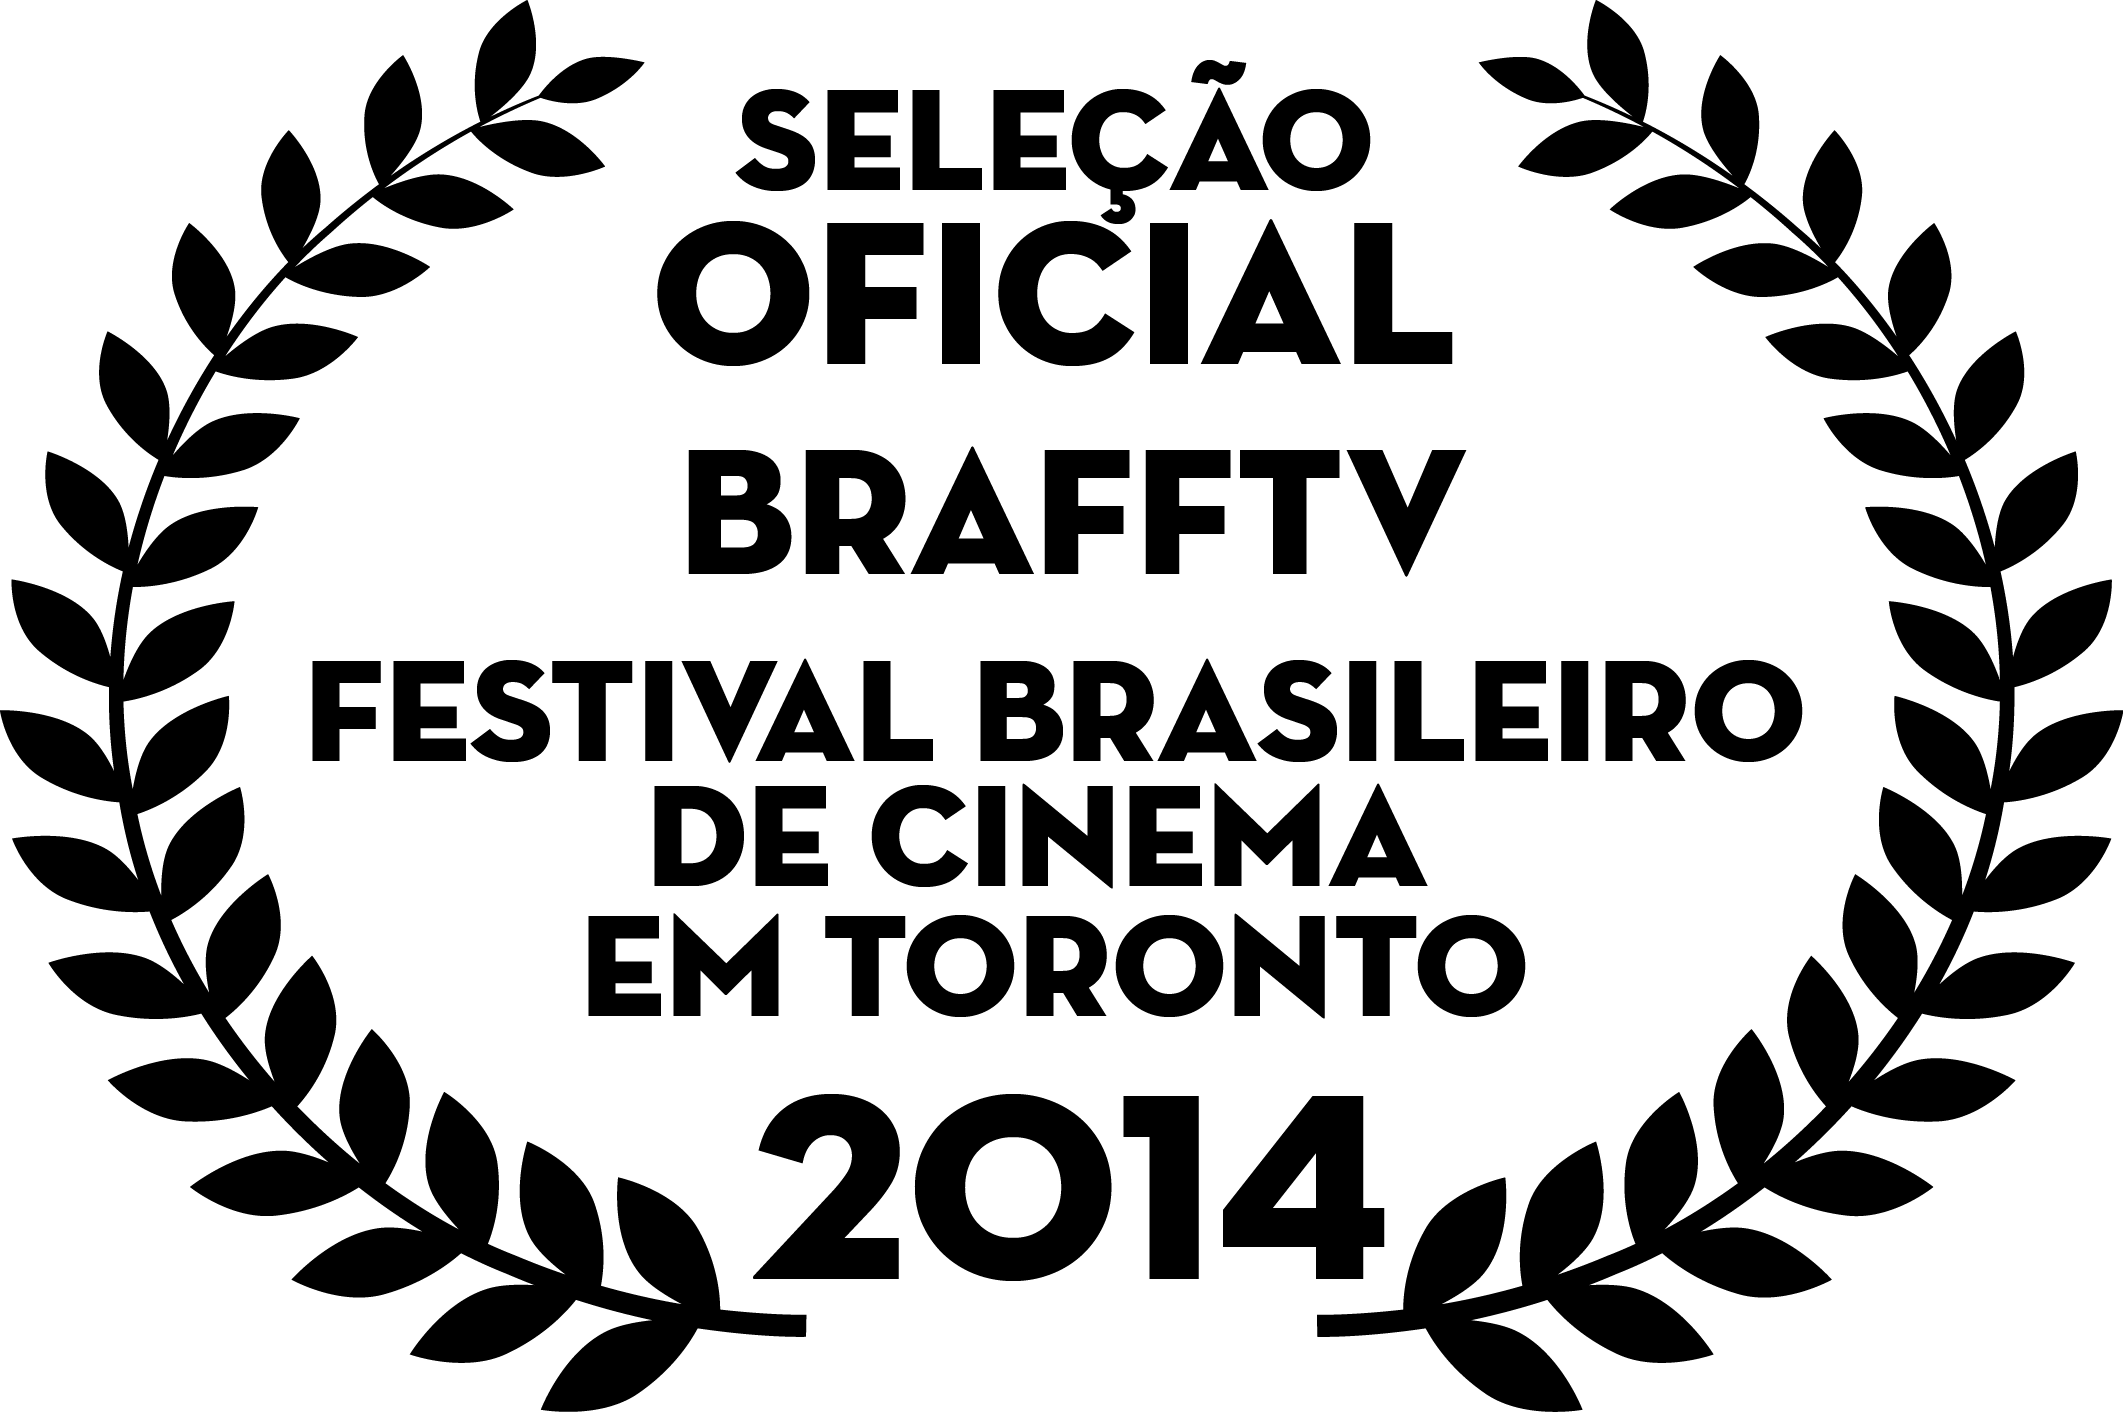 SELEÇÃO
OFICIAL
BRAFFTV
FESTIVAL BRASILEIRO
DE CINEMA
EM TORONTO
2014